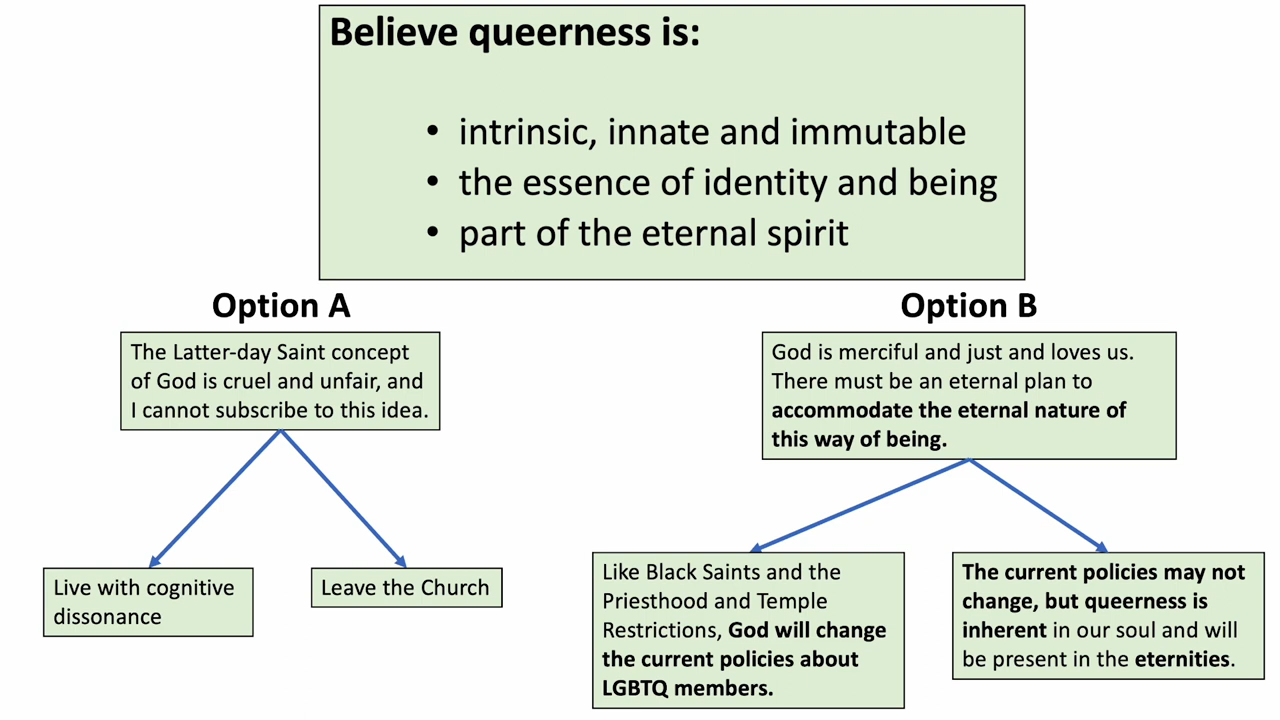 Believe queerness is:
• intrinsic, innate and immutable
• the essence of identity and being
• part of the eternal spirit
Option A
The Latter-day Saint concept
of God is cruel and unfair, and
I cannot subscribe to this idea.
Live with cognitive
dissonance
Leave the Church
Option B
God is merciful and just and loves us.
There must be an eternal plan to
accommodate the eternal nature of
this way of being.
Like Black Saints and the
Priesthood and Temple
Restrictions, God will change
the current policies about
LGBTQ members.
The current policies may not
change, but queerness is
inherent in our soul and will
be present in the eternities.